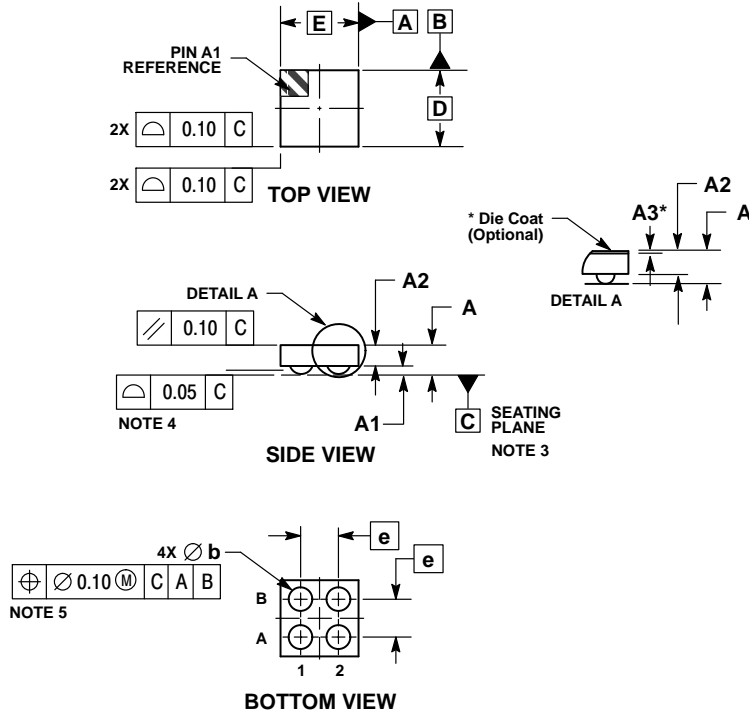 E A B
PIN A1
REFERENCE
D
2X ⌓ 0.10 C
2X ⌓ 0.10 C
TOP VIEW
A2
A3* A
* Die Coat
(Optional)
DETAIL A
DETAIL A
A2
A
// 0.10 C
⌓ 0.05 C
NOTE 4
A1
C SEATING
PLANE
NOTE 3
SIDE VIEW
e
4X ∅ b
e
⌖ ∅ 0.10 Ⓜ C A B
NOTE 5
B
A
1 2
BOTTOM VIEW